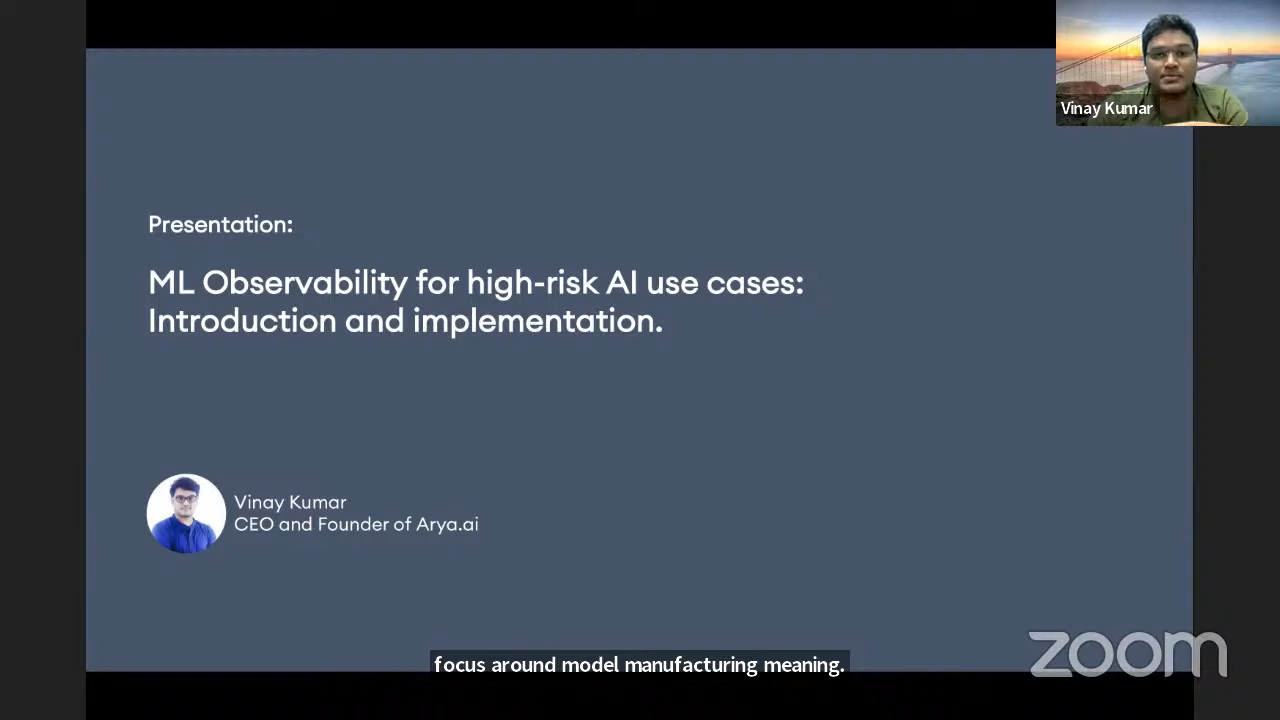 Vinay Kumar
Presentation:
ML Observability for high-risk AI use cases:
Introduction and implementation.
Vinay Kumar
CEO and Founder of Arya.ai
focus around model manufacturing meaning.
zoom